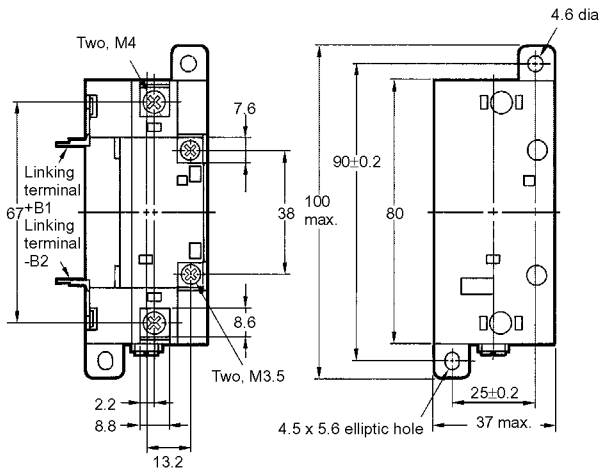 4.6 dia
Two, M4
7.6
90±0.2
Linking
terminal
+B1
Linking
terminal
-B2
67
38
100
max.
80
8.6
Two, M3.5
2.2
8.8
13.2
25±0.2
37 max.
4.5 x 5.6 elliptic hole